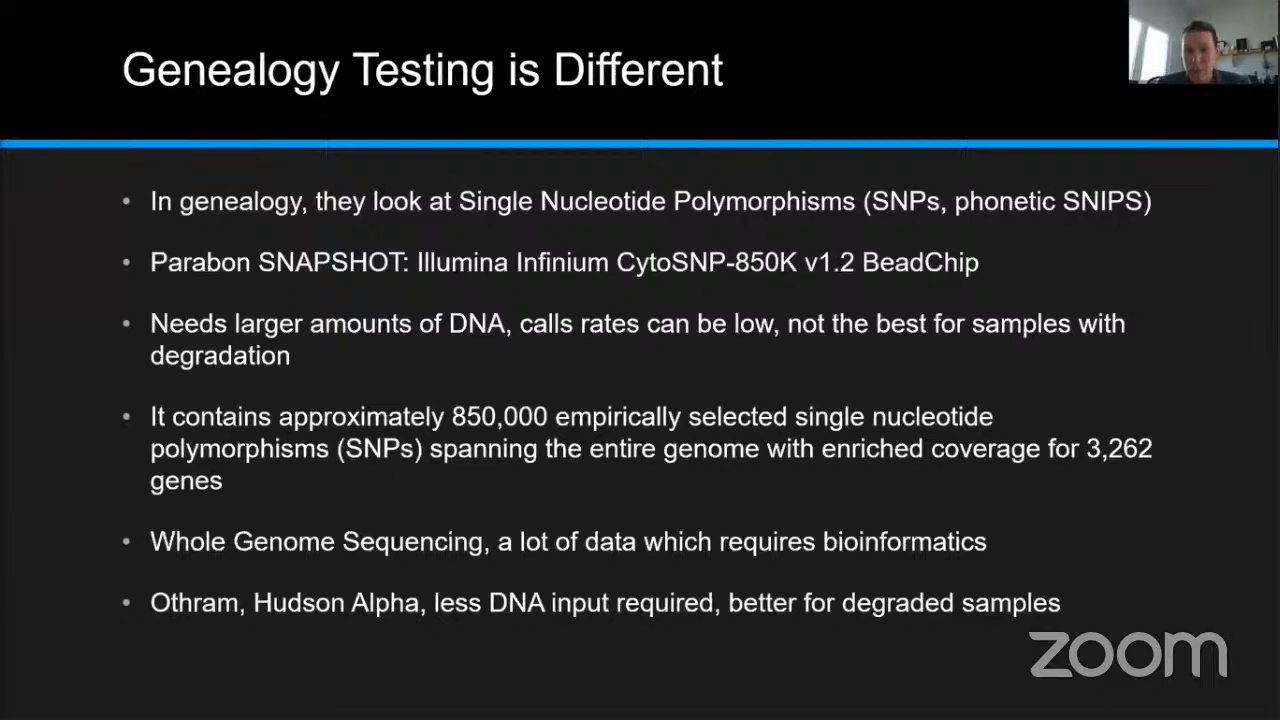 Genealogy Testing is Different
• In genealogy, they look at Single Nucleotide Polymorphisms (SNPs, phonetic SNIPS)
• Parabon SNAPSHOT: Illumina Infinium CytoSNP-850K v1.2 BeadChip
• Needs larger amounts of DNA, calls rates can be low, not the best for samples with
degradation
• It contains approximately 850,000 empirically selected single nucleotide
polymorphisms (SNPs) spanning the entire genome with enriched coverage for 3,262
genes
• Whole Genome Sequencing, a lot of data which requires bioinformatics
• Othram, Hudson Alpha, less DNA input required, better for degraded samples
zoom